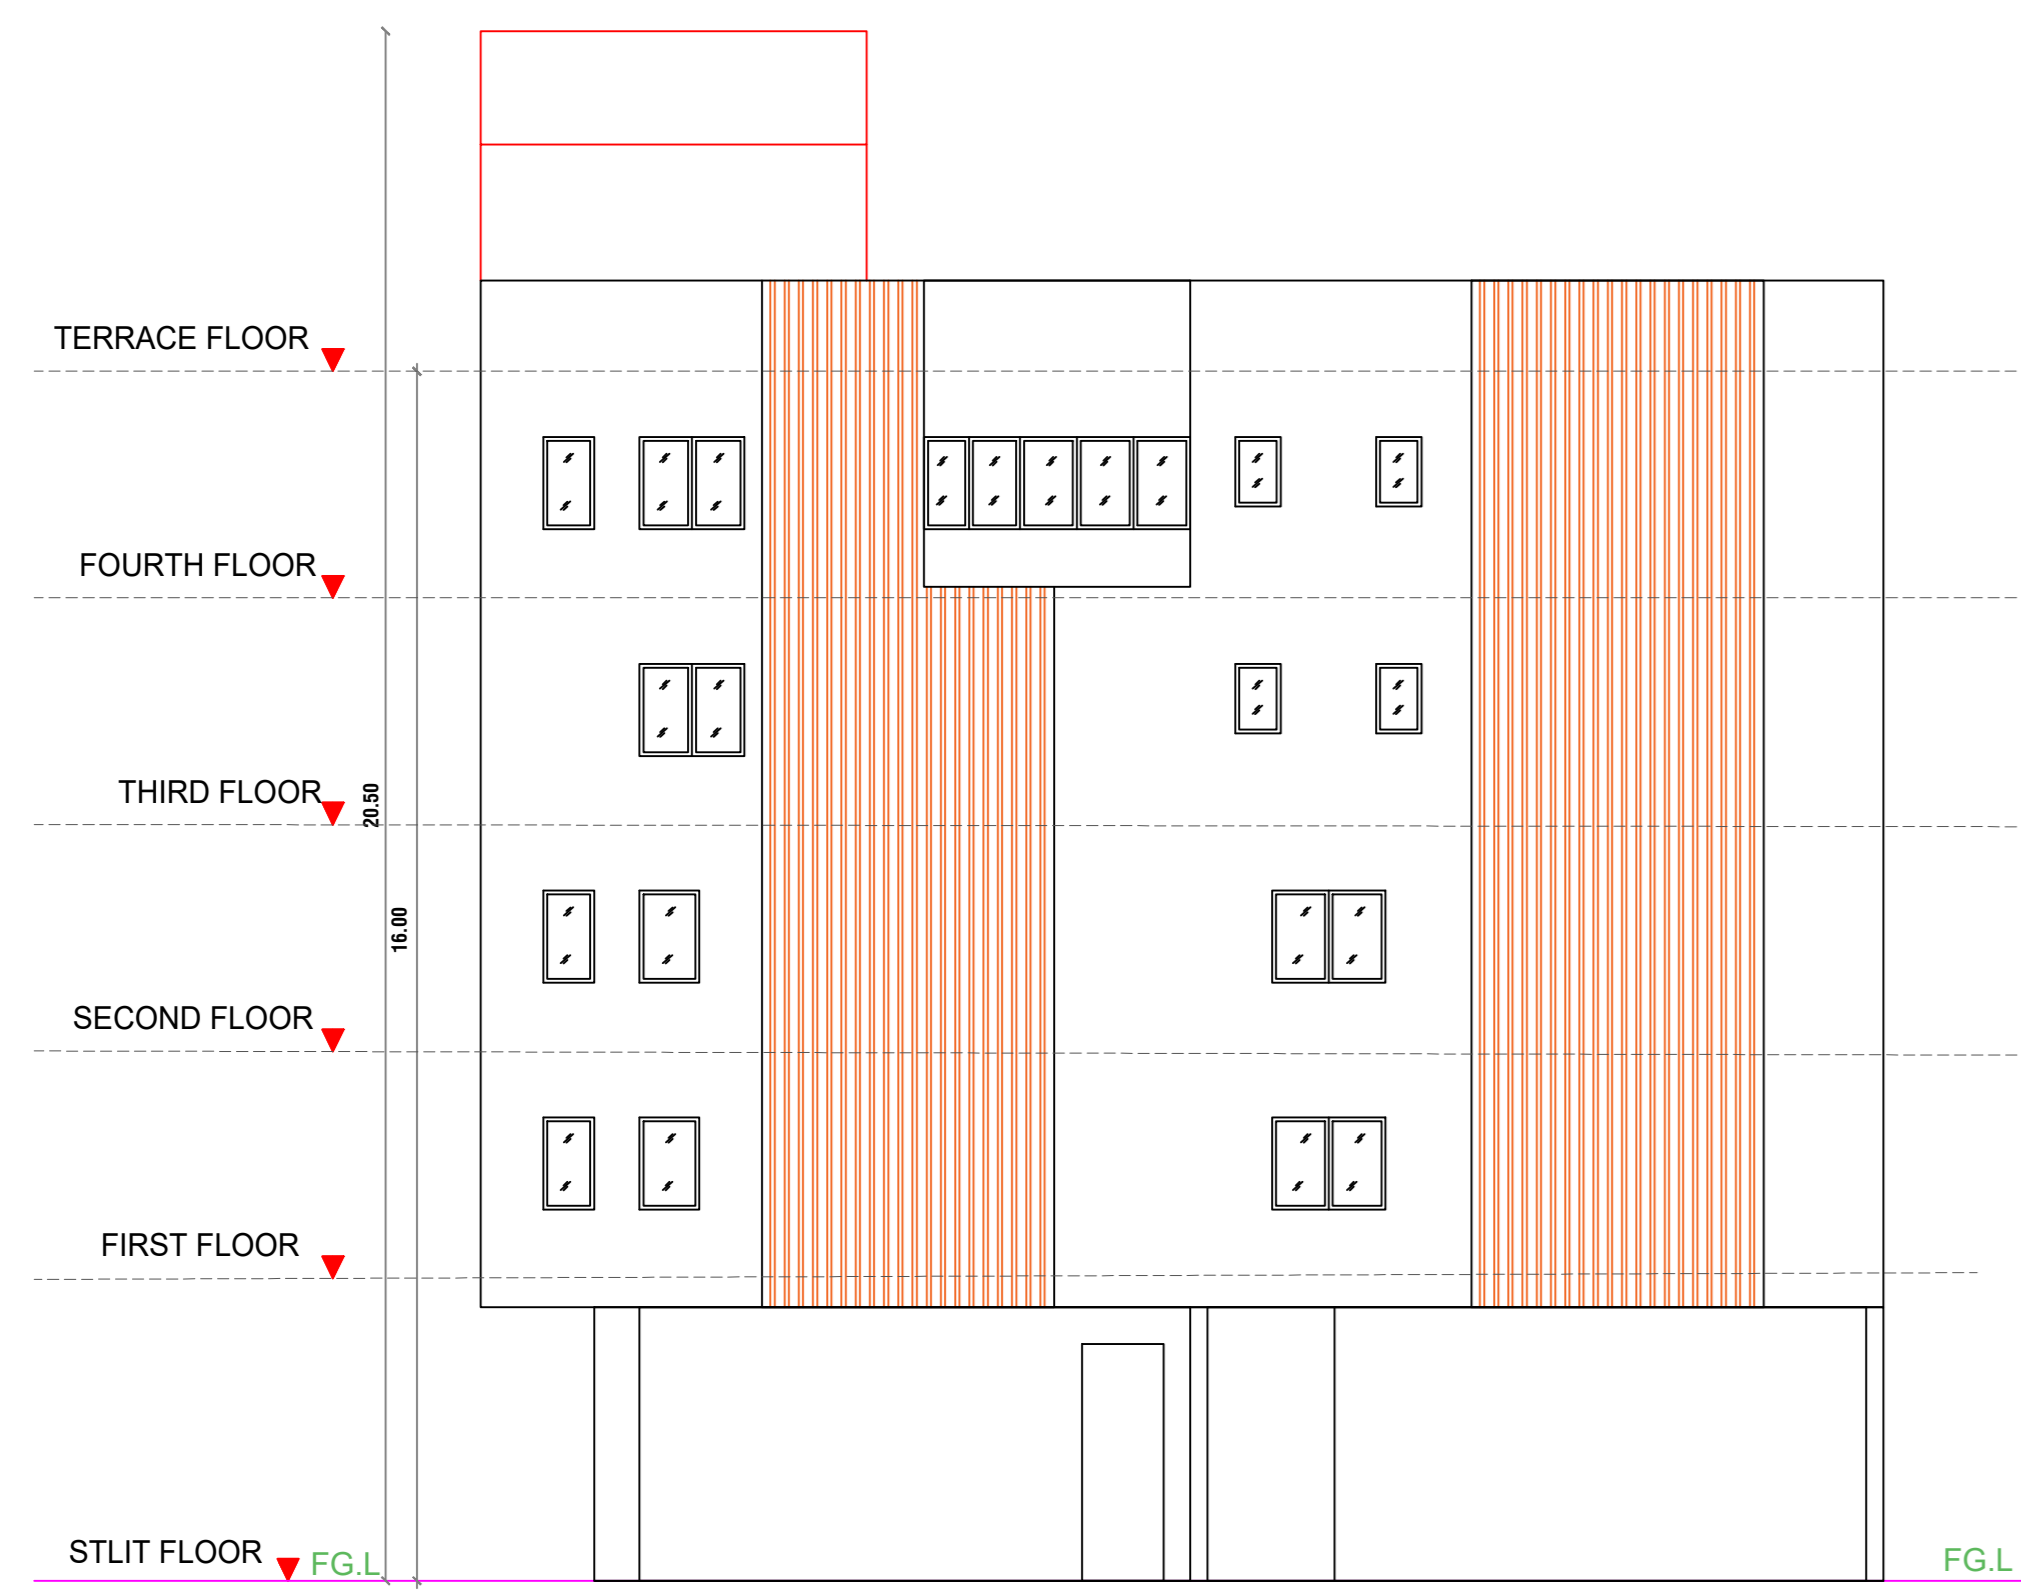 TERRACE FLOOR
FOURTH FLOOR
THIRD FLOOR
20.50
16.00
SECOND FLOOR
FIRST FLOOR
STLIT FLOOR
FG.L
FG.L